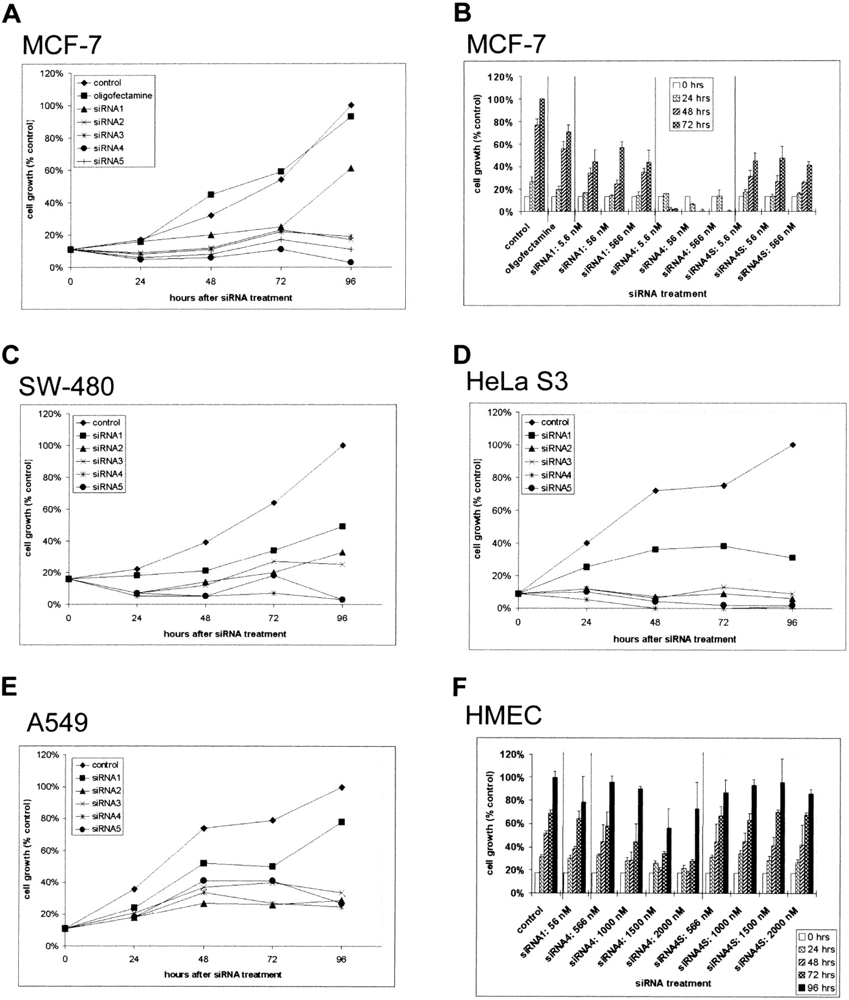 A
MCF-7
120%
100%
80%
60%
40%
20%
0%
cell growth (% control)
control
oligofectamine
siRNA1
siRNA2
siRNA3
siRNA4
siRNA5
0 24 48 72 96
hours after siRNA treatment
B
MCF-7
120%
100%
80%
60%
40%
20%
0%
cell growth (% control)
0 hrs
24 hrs
48 hrs
72 hrs
control
oligofectamine
siRNA1: 5.6 nM
siRNA1: 56 nM
siRNA1: 566 nM
siRNA4: 5.6 nM
siRNA4: 56 nM
siRNA4: 566 nM
siRNA4S: 5.6 nM
siRNA4S: 56 nM
siRNA4S: 566 nM
siRNA treatment
C
SW-480
120%
100%
80%
60%
40%
20%
0%
cell growth (% control)
control
siRNA1
siRNA2
siRNA3
siRNA4
siRNA5
0 24 48 72 96
hours after siRNA treatment
D
HeLa S3
120%
100%
80%
60%
40%
20%
0%
cell growth (% control)
control
siRNA1
siRNA2
siRNA3
siRNA4
siRNA5
0 24 48 72 96
hours after siRNA treatment
E
A549
120%
100%
80%
60%
40%
20%
0%
cell growth (% control)
control
siRNA1
siRNA2
siRNA3
siRNA4
siRNA5
0 24 48 72 96
hours after siRNA treatment
F
HMEC
120%
100%
80%
60%
40%
20%
0%
cell growth (% control)
control
siRNA1: 56 nM
siRNA4: 566 nM
siRNA4: 1000 nM
siRNA4: 1500 nM
siRNA4: 2000 nM
siRNA4S: 566 nM
siRNA4S: 1000 nM
siRNA4S: 1500 nM
siRNA4S: 2000 nM
siRNA treatment
0 hrs
24 hrs
48 hrs
72 hrs
96 hrs